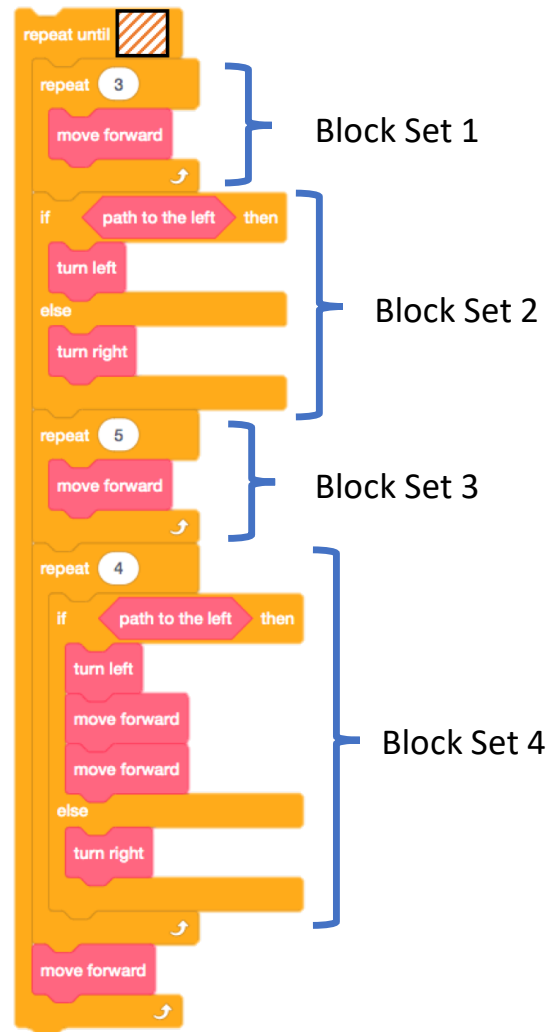 repeat until
repeat 3
move forward
Block Set 1
if path to the left then
turn left
else
turn right
Block Set 2
repeat 5
move forward
Block Set 3
repeat 4
if path to the left then
turn left
move forward
move forward
else
turn right
Block Set 4
move forward